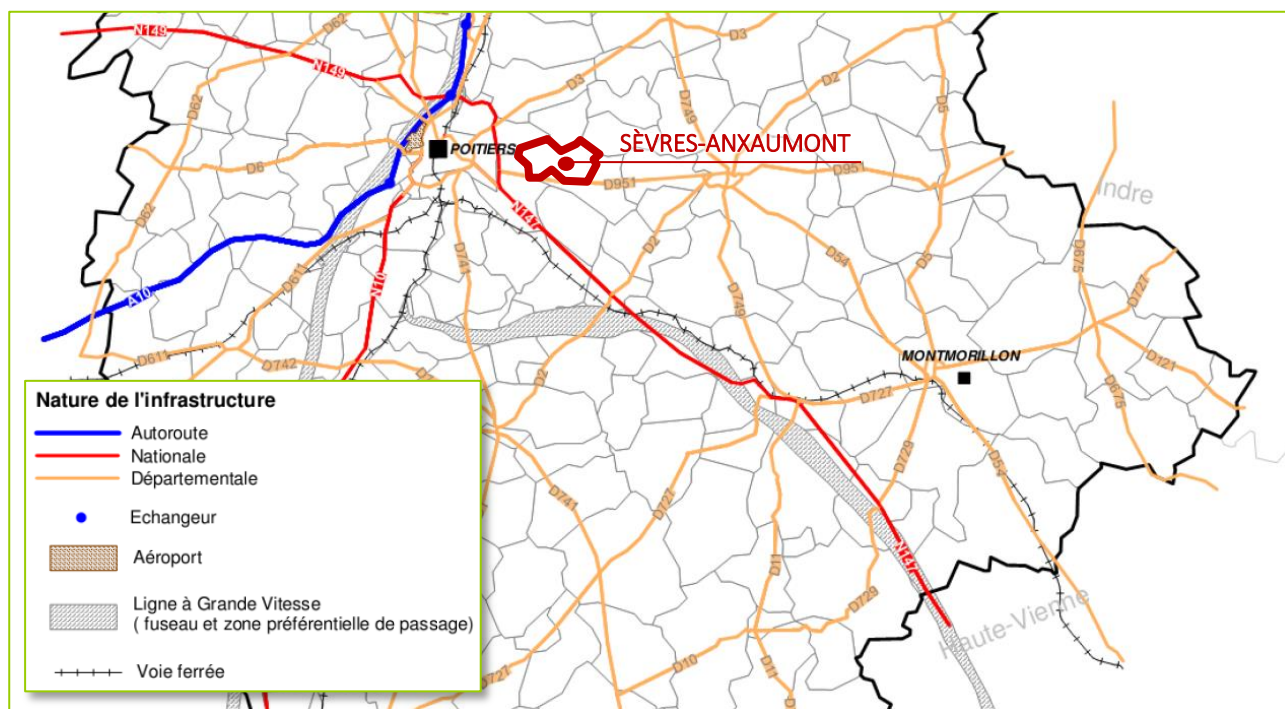 D62
D3
N149
D2
N149
D3
D749
D62
D5
SÈVRES-ANXAUMONT
POITIERS
D6
D951
D951
Indre
D62
N147
D2
D741
D54
D5
D675
D611
N10
D727
A10
D749
D611
D742
MONTMORILLON
D121
D2
D727
D675
D729
D54
D741
D11
N147
D729
Haute-Vienne
D727
D10
D11
Nature de l'infrastructure
Autoroute
Nationale
Départementale
Echangeur
Aéroport
Ligne à Grande Vitesse
( fuseau et zone préférentielle de passage)
Voie ferrée